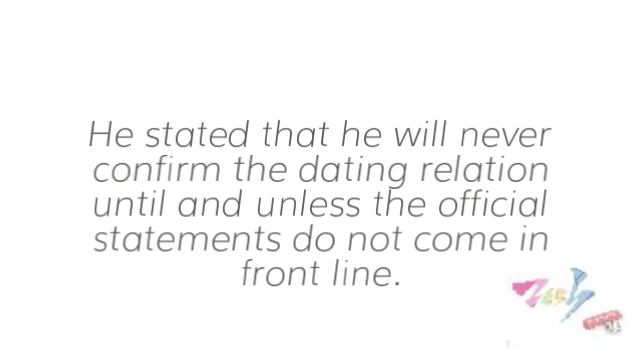 He stated that he will never
confirm the dating relation
until and unless the official
statements do not come in
front line.